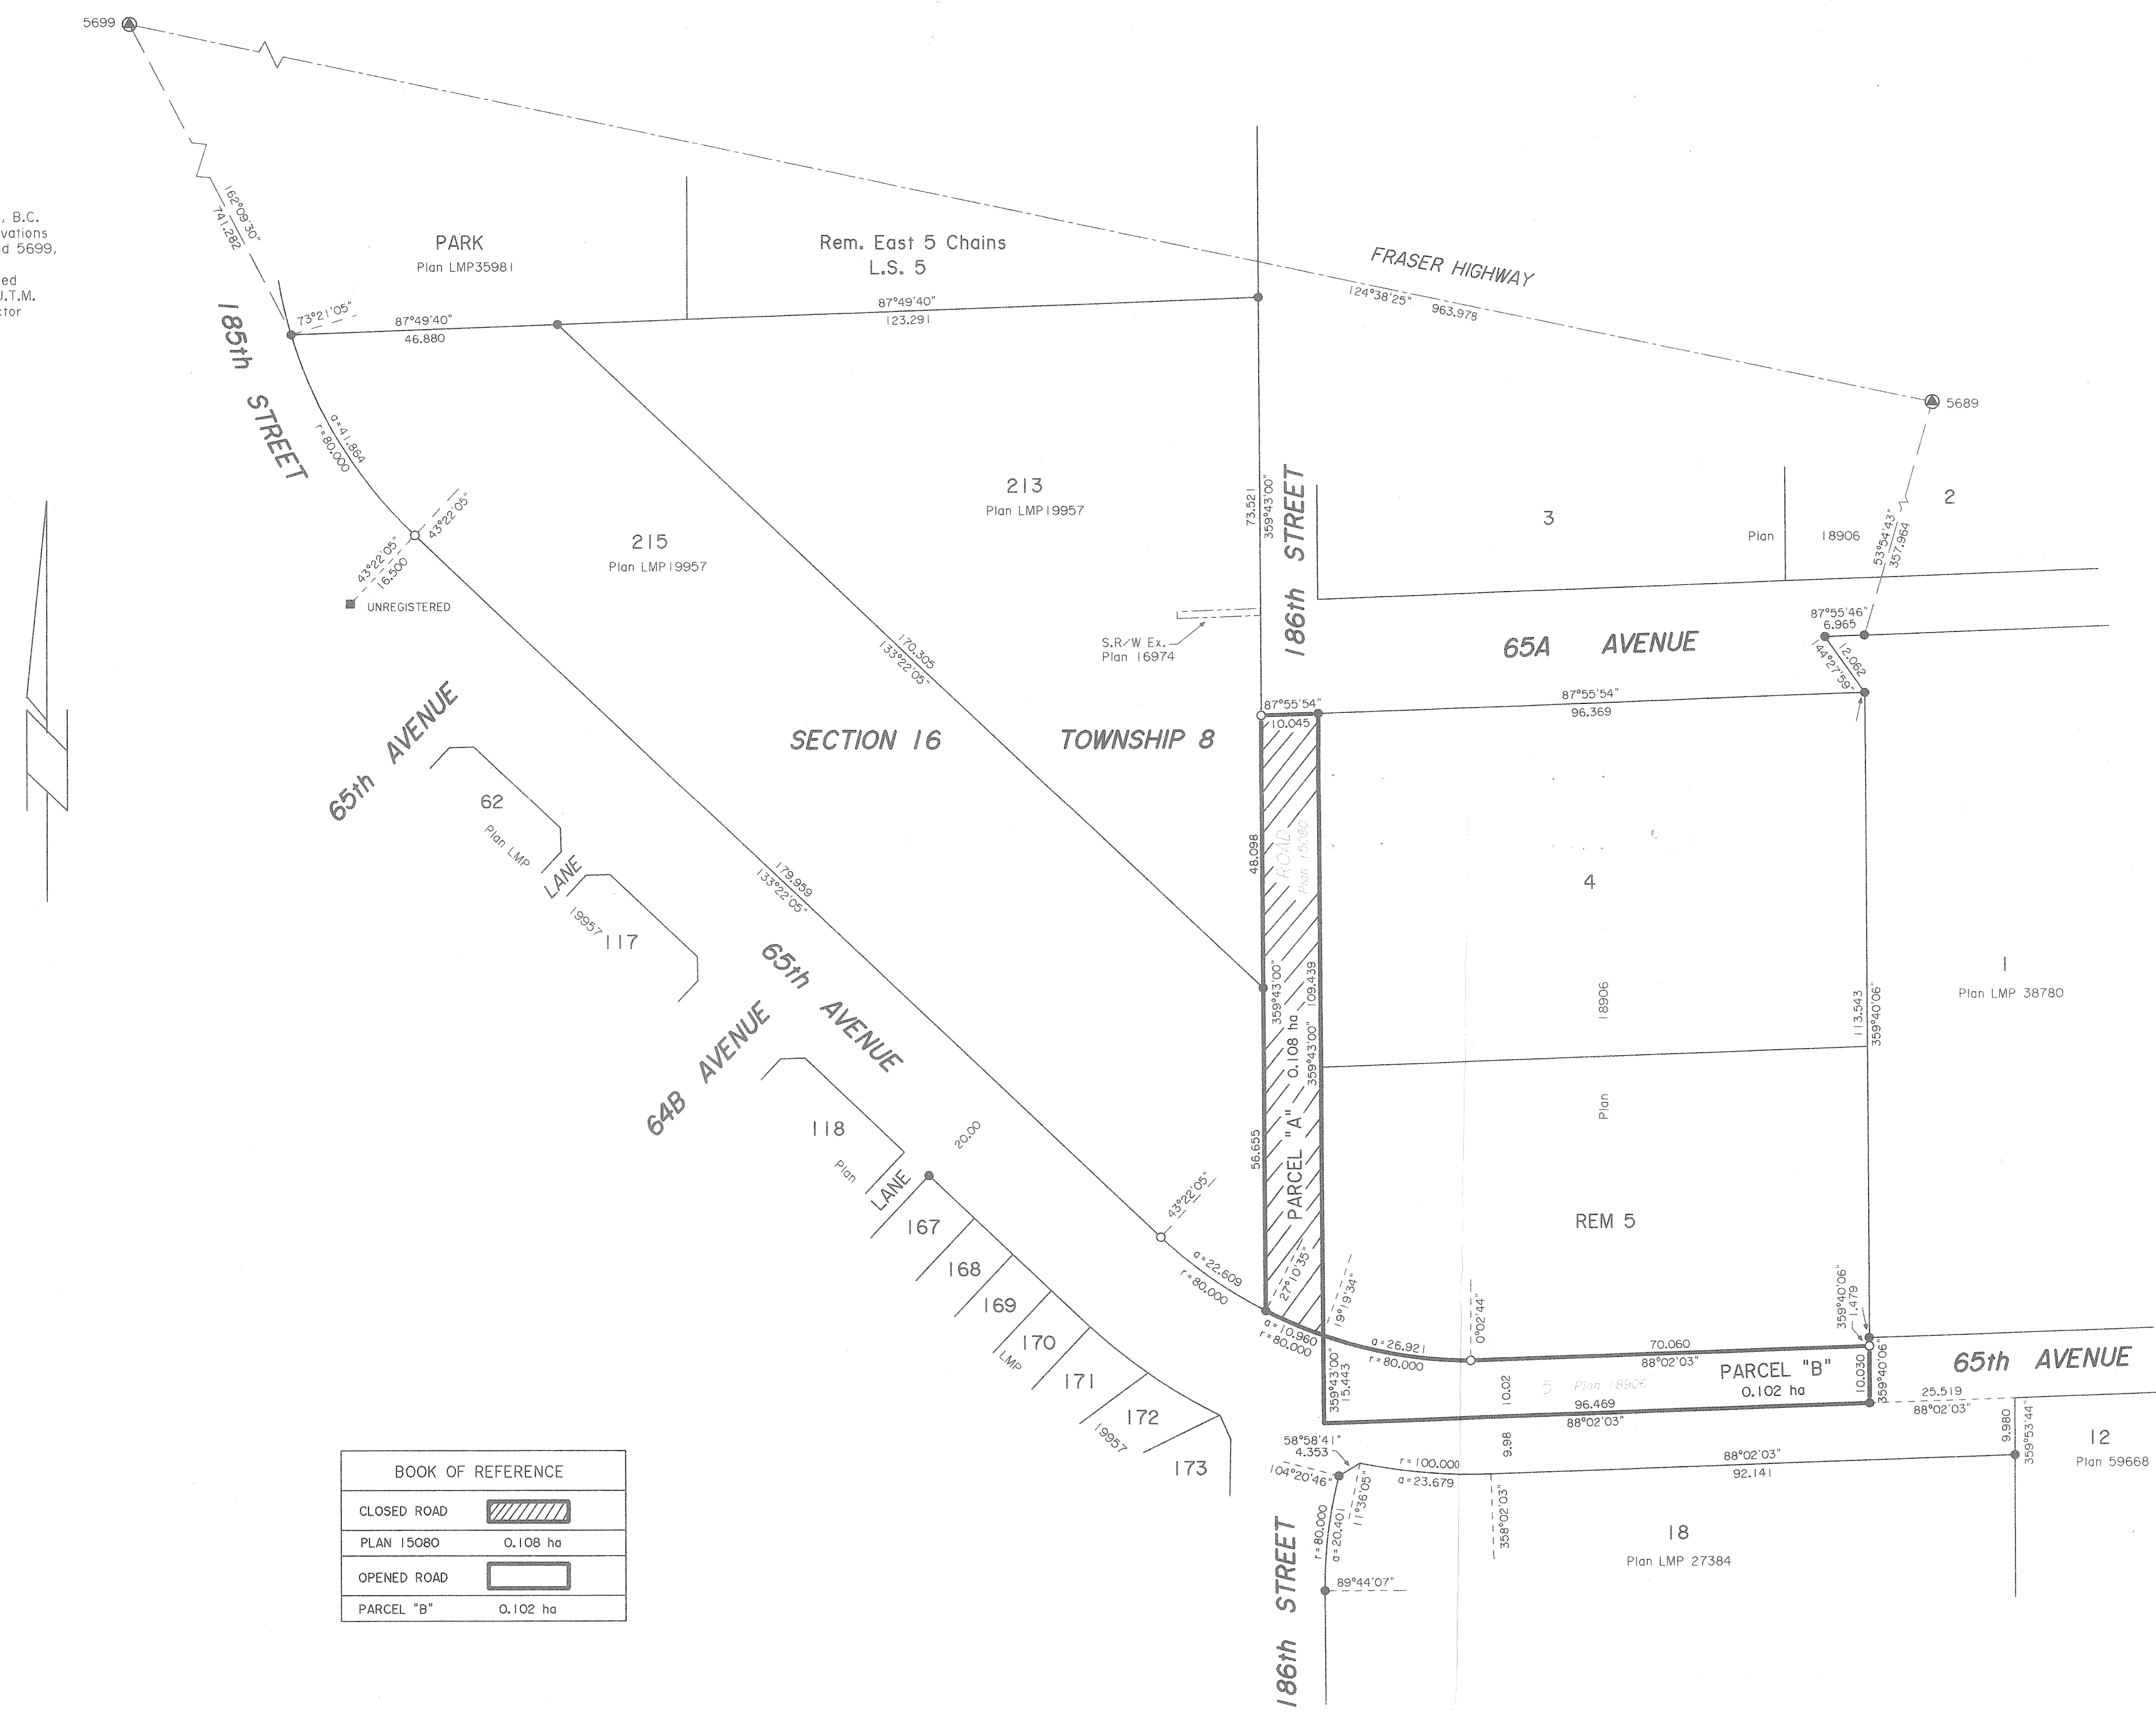 5699
, B.C.
vations
d 5699,
ed
J.T.M.
ctor
162°09'30"
741.282
PARK
Plan LMP35981
Rem. East 5 Chains
L.S. 5
FRASER HIGHWAY
124°38'25" 963.978
5689
73°21'05"
87°49'40"
46.880
87°49'40"
123.291
185th STREET
a=41.864
r=80.000
43°22'05"
43°22'05"
16.500
UNREGISTERED
215
Plan LMP19957
213
Plan LMP19957
73.521
359°43'00"
186th STREET
3
Plan 18906
2
53°54'43"
357.964
87°55'46"
6.965
12.062
144°27'59"
65A AVENUE
S.R/W Ex.
Plan 16974
170.305
133°22'05"
87°55'54"
10.045
87°55'54"
96.369
SECTION 16 TOWNSHIP 8
65th AVENUE
62
Plan LMP
LANE
19957
117
179.959
133°22'05"
65th AVENUE
64B AVENUE
118
Plan
LANE
20.00
48.098
ROAD
Plan 15080
359°43'00"
109.439
359°43'00"
PARCEL "A" 0.108 ha
56.655
4
18906
Plan
113.543
359°40'06"
1
Plan LMP 38780
REM 5
167
168
169
170
LMP
171
172
19957
173
43°22'05"
a=22.609
r=80.000
27°10'35"
19°19'34"
a=10.960
r=80.000
a=26.921
r=80.000
0°02'44"
359°40'06"
1.479
70.060
88°02'03"
PARCEL "B"
0.102 ha
10.030
359°40'06"
65th AVENUE
359°43'00"
15.443
10.02
5 Plan 18906
96.469
88°02'03"
25.519
88°02'03"
9.98
9.980
359°53'44"
12
Plan 59668
58°58'41"
4.353
104°20'46"
r=100.000
a=23.679
88°02'03"
92.141
11°36'05"
r=80.000
a=20.401
358°02'03"
18
Plan LMP 27384
89°44'07"
186th STREET
BOOK OF REFERENCE
CLOSED ROAD
PLAN 15080 0.108 ha
OPENED ROAD
PARCEL "B" 0.102 ha